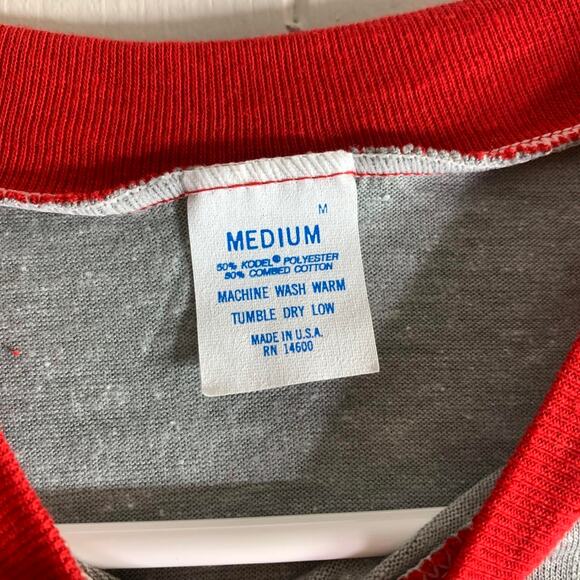 M
MEDIUM
50% KODEL® POLYESTER
50% COMBED COTTON
MACHINE WASH WARM
TUMBLE DRY LOW
MADE IN U.S.A.
RN 14600